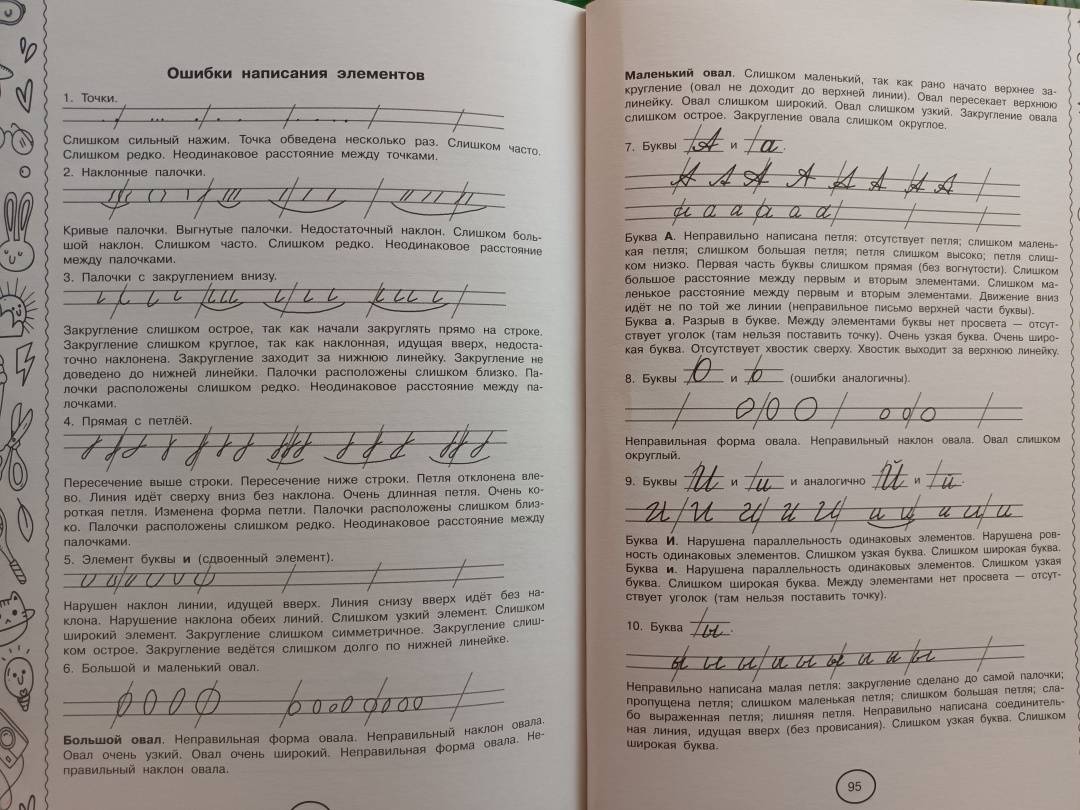 Ошибки написания элементов
1. Точки.
Слишком сильный нажим. Точка обведена несколько раз. Слишком часто.
Слишком редко. Неодинаковое расстояние между точками.
2. Наклонные палочки.
Кривые палочки. Выгнутые палочки. Недостаточный наклон. Слишком боль-
шой наклон. Слишком часто. Слишком редко. Неодинаковое расстояние
между палочками.
3. Палочки с закруглением внизу.
Закругление слишком острое, так как начали закруглять прямо на строке.
Закругление слишком круглое, так как наклонная, идущая вверх, недоста-
точно наклонена. Закругление заходит за нижнюю линейку. Закругление не
доведено до нижней линейки. Палочки расположены слишком близко. Па-
лочки расположены слишком редко. Неодинаковое расстояние между па-
лочками.
4. Прямая с петлёй.
Пересечение выше строки. Пересечение ниже строки. Петля отклонена вле-
во. Линия идёт сверху вниз без наклона. Очень длинная петля. Очень ко-
роткая петля. Изменена форма петли. Палочки расположены слишком близ-
ко. Палочки расположены слишком редко. Неодинаковое расстояние между
палочками.
5. Элемент буквы и (сдвоенный элемент).
Нарушен наклон линии, идущей вверх. Линия снизу вверх идёт без на-
клона. Нарушение наклона обеих линий. Слишком узкий элемент. Слишком
широкий элемент. Закругление слишком симметричное. Закругление слиш-
ком острое. Закругление ведётся слишком долго по нижней линейке.
6. Большой и маленький овал.
Большой овал. Неправильная форма овала. Неправильный наклон овала.
Овал очень узкий. Овал очень широкий. Неправильная форма овала. Не-
правильный наклон овала.
Маленький овал. Слишком маленький, так как рано начато верхнее за-
кругление (овал не доходит до верхней линии). Овал пересекает верхнюю
линейку. Овал слишком широкий. Овал слишком узкий. Закругление овала
слишком острое. Закругление овала слишком округлое.
7. Буквы А и а.
А А А А А А А А
а а а а а а
Буква А. Неправильно написана петля: отсутствует петля; слишком малень-
кая петля; слишком большая петля; петля слишком высоко; петля слиш-
ком низко. Первая часть буквы слишком прямая (без вогнутости). Слишком
большое расстояние между первым и вторым элементами. Слишком ма-
ленькое расстояние между первым и вторым элементами. Движение вниз
идёт не по той же линии (неправильное письмо верхней части буквы).
Буква а. Разрыв в букве. Между элементами буквы нет просвета — отсут-
ствует уголок (там нельзя поставить точку). Очень узкая буква. Очень широ-
кая буква. Отсутствует хвостик сверху. Хвостик выходит за верхнюю линейку.
8. Буквы О и о (ошибки аналогичны).
О О О о о о
Неправильная форма овала. Неправильный наклон овала. Овал слишком
округлый.
9. Буквы И и и и аналогично Й и й.
И И И И И и и и и и
Буква И. Нарушена параллельность одинаковых элементов. Нарушена ров-
ность одинаковых элементов. Слишком узкая буква. Слишком широкая буква.
Буква и. Нарушена параллельность одинаковых элементов. Слишком узкая
буква. Слишком широкая буква. Между элементами нет просвета — отсут-
ствует уголок (там нельзя поставить точку).
10. Буква ы.
ы ы ы ы ы ы ы ы ы
Неправильно написана малая петля: закругление сделано до самой палочки;
пропущена петля; слишком маленькая петля; слишком большая петля; сла-
бо выраженная петля; лишняя петля. Неправильно написана соединитель-
ная линия, идущая вверх (без провисания). Слишком узкая буква. Слишком
широкая буква.
95